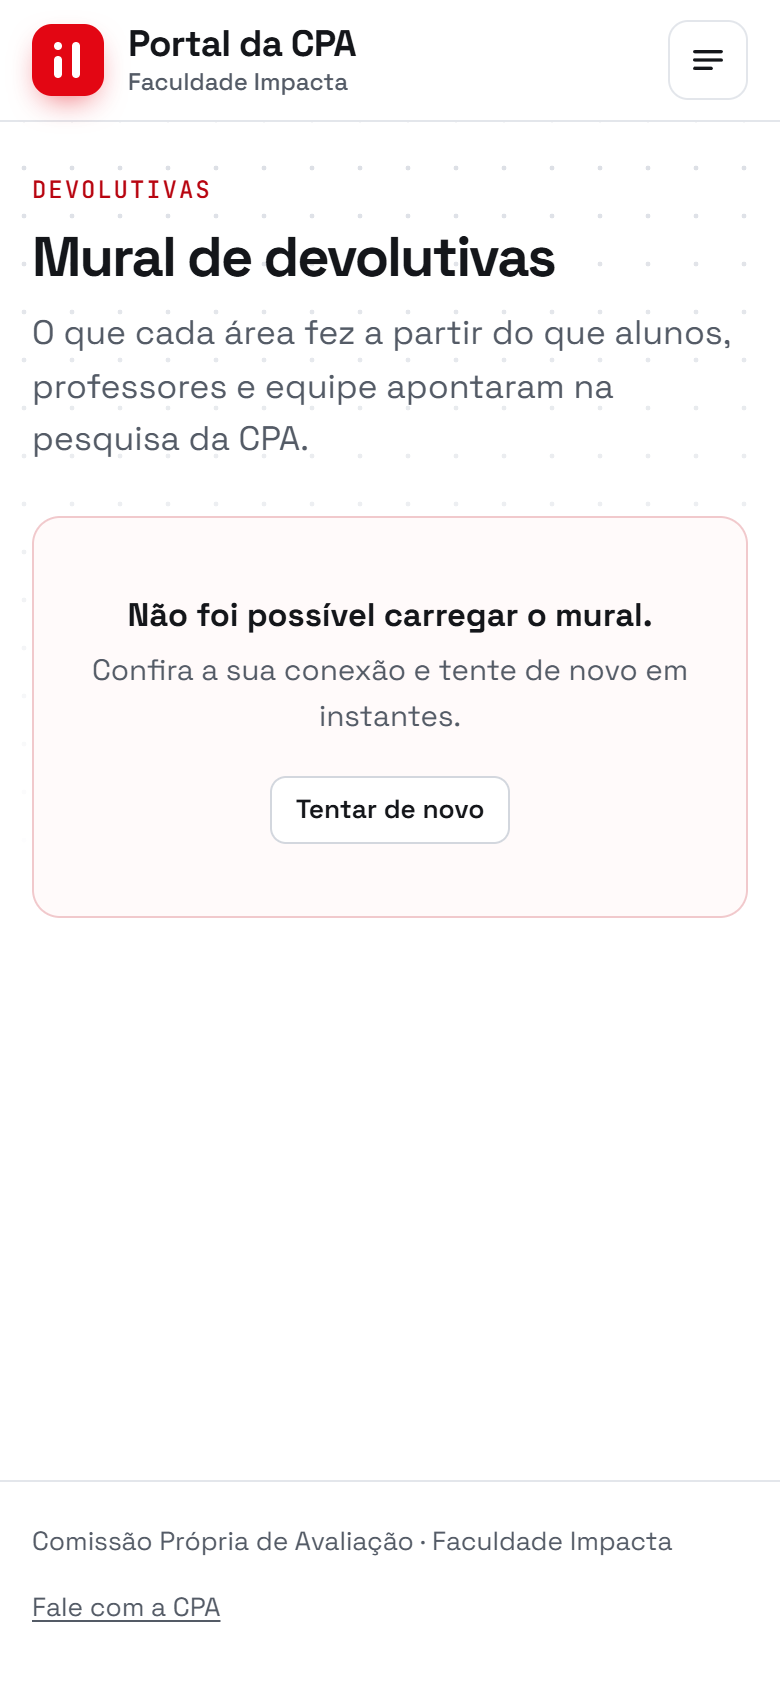 Portal da CPA
Faculdade Impacta
DEVOLUTIVAS
Mural de devolutivas
O que cada área fez a partir do que alunos,
professores e equipe apontaram na
pesquisa da CPA.
Não foi possível carregar o mural.
Confira a sua conexão e tente de novo em
instantes.
Tentar de novo
Comissão Própria de Avaliação · Faculdade Impacta
Fale com a CPA